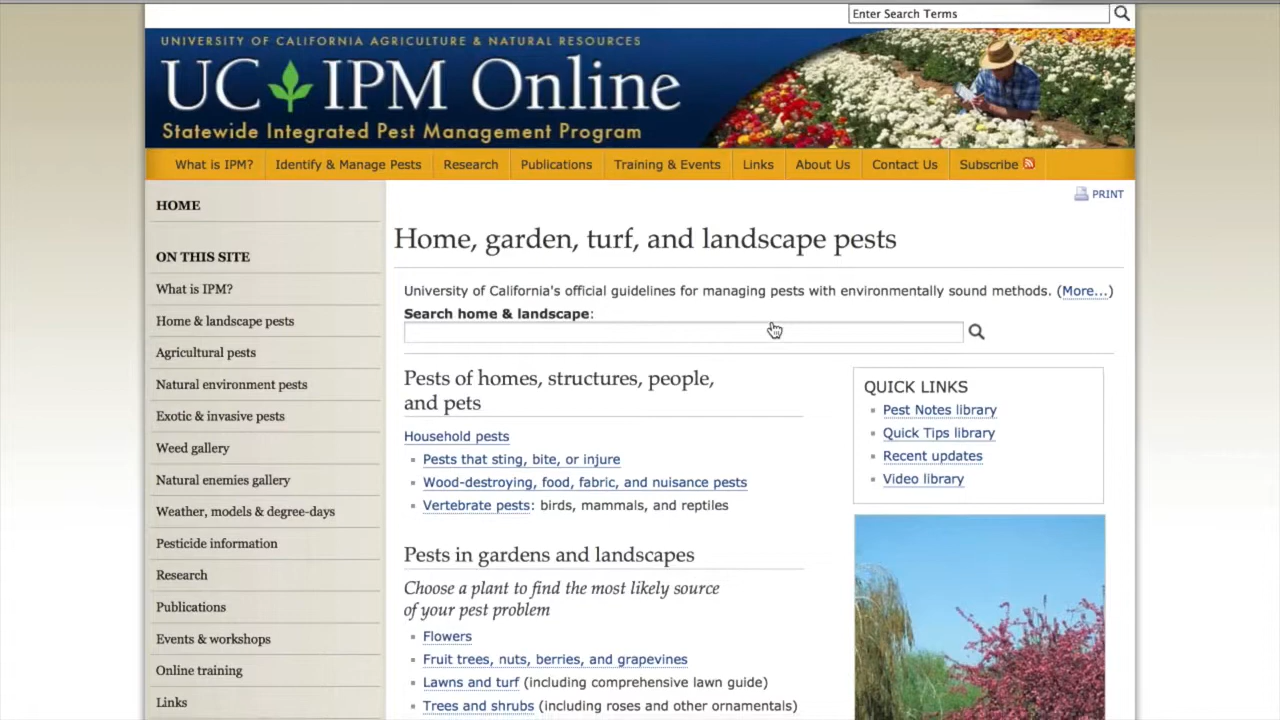 Enter Search Terms
UNIVERSITY OF CALIFORNIA AGRICULTURE & NATURAL RESOURCES
UC IPM Online
Statewide Integrated Pest Management Program
What is IPM? Identify & Manage Pests Research Publications Training & Events Links About Us Contact Us Subscribe
PRINT
HOME
ON THIS SITE
What is IPM?
Home & landscape pests
Agricultural pests
Natural environment pests
Exotic & invasive pests
Weed gallery
Natural enemies gallery
Weather, models & degree-days
Pesticide information
Research
Publications
Events & workshops
Online training
Links
Home, garden, turf, and landscape pests
University of California's official guidelines for managing pests with environmentally sound methods. (More...)
Search home & landscape:
Pests of homes, structures, people,
and pets
Household pests
Pests that sting, bite, or injure
Wood-destroying, food, fabric, and nuisance pests
Vertebrate pests: birds, mammals, and reptiles
Pests in gardens and landscapes
Choose a plant to find the most likely source
of your pest problem
Flowers
Fruit trees, nuts, berries, and grapevines
Lawns and turf (including comprehensive lawn guide)
Trees and shrubs (including roses and other ornamentals)
QUICK LINKS
Pest Notes library
Quick Tips library
Recent updates
Video library